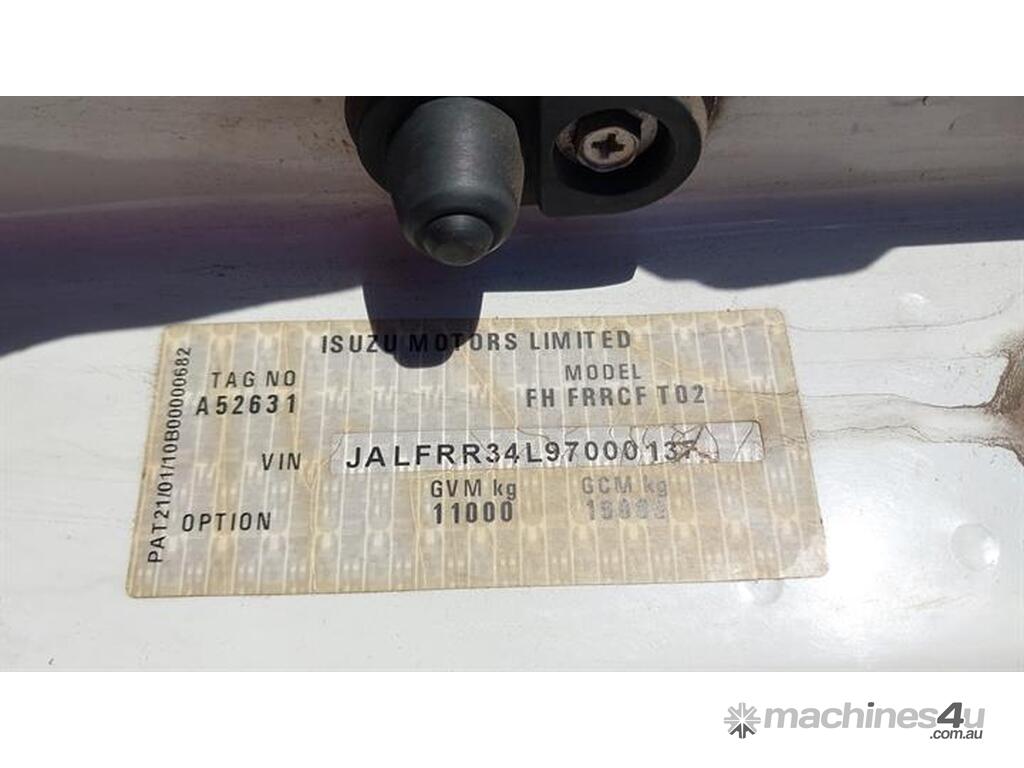 ISUZU MOTORS LIMITED
TAG NO
A52631
MODEL
FH FRRCF T02
VIN
JALFRR34L97000137
GVM kg
11000
GCM kg
OPTION
PAT21/01/10B00000682
machines4u
.com.au